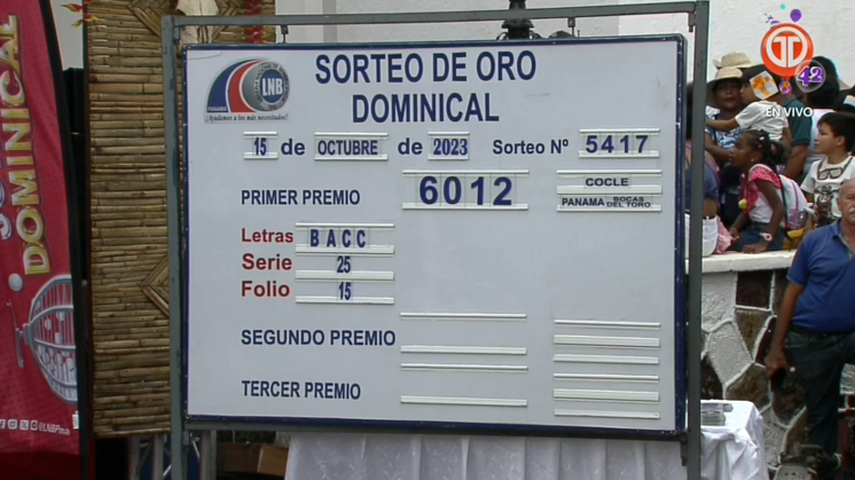 SORTEO DE ORO
DOMINICAL
LNB
PANAMA
¡Ayudamos a los más necesitados!
15 de OCTUBRE de 2023 Sorteo Nº 5417
PRIMER PREMIO 6012 COCLE
PANAMA BOCAS DEL TORO
Letras BACC
Serie 25
Folio 15
SEGUNDO PREMIO
TERCER PREMIO
DOMINICAL
42
EN VIVO